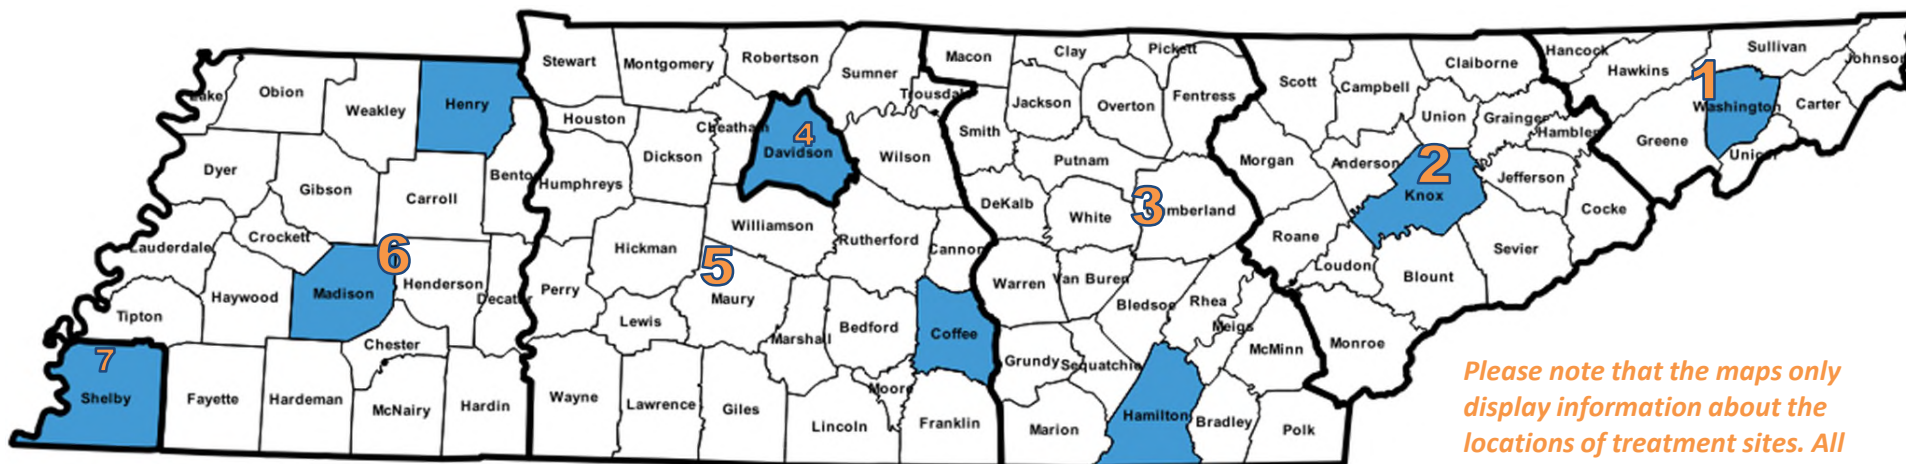 Stewart
Montgomery
Robertson
Sumner
Macon
Clay
Pickett
Scott
Campbell
Claiborne
Hancock
Hawkins
Sullivan
Johnson
Lake
Obion
Weakley
Henry
Houston
Cheatham
4
Davidson
Trousdale
Smith
Jackson
Overton
Fentress
Union
Grainger
Hamblen
Greene
1
Washington
Carter
Unicoi
Dyer
Gibson
Carroll
Benton
Humphreys
Dickson
Wilson
Putnam
Morgan
Anderson
2
Knox
Jefferson
Cocke
Lauderdale
Crockett
6
Hickman
Williamson
Rutherford
Cannon
DeKalb
White
3
mberland
Roane
Loudon
Blount
Sevier
Tipton
Haywood
Madison
Henderson
Decatur
Perry
Lewis
5
Maury
Marshall
Bedford
Coffee
Warren
Van Buren
Bledsoe
Rhea
Meigs
McMinn
Monroe
7
Shelby
Fayette
Hardeman
Chester
McNairy
Hardin
Wayne
Lawrence
Giles
Lincoln
Moore
Franklin
Grundy
Sequatchie
Marion
Hamilton
Bradley
Polk
Please note that the maps only
display information about the
locations of treatment sites. All